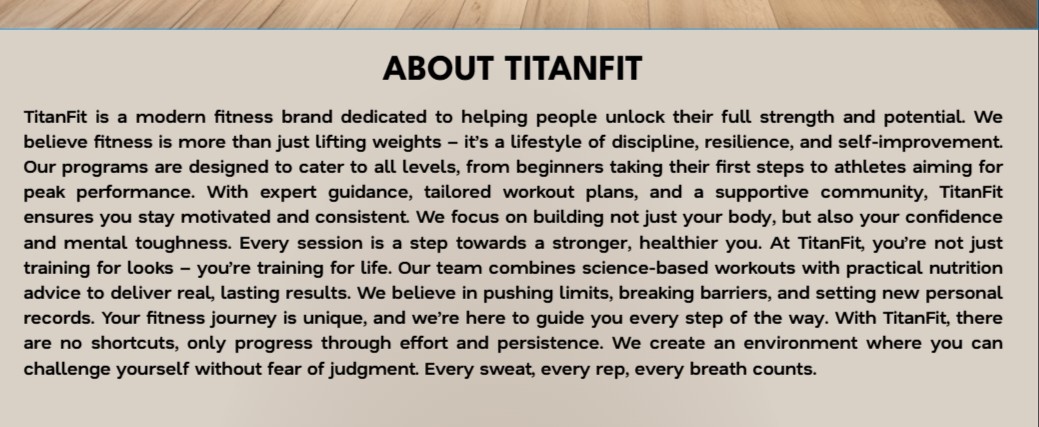 ABOUT TITANFIT
TitanFit is a modern fitness brand dedicated to helping people unlock their full strength and potential. We
believe fitness is more than just lifting weights – it’s a lifestyle of discipline, resilience, and self-improvement.
Our programs are designed to cater to all levels, from beginners taking their first steps to athletes aiming for
peak performance. With expert guidance, tailored workout plans, and a supportive community, TitanFit
ensures you stay motivated and consistent. We focus on building not just your body, but also your confidence
and mental toughness. Every session is a step towards a stronger, healthier you. At TitanFit, you’re not just
training for looks – you’re training for life. Our team combines science-based workouts with practical nutrition
advice to deliver real, lasting results. We believe in pushing limits, breaking barriers, and setting new personal
records. Your fitness journey is unique, and we’re here to guide you every step of the way. With TitanFit, there
are no shortcuts, only progress through effort and persistence. We create an environment where you can
challenge yourself without fear of judgment. Every sweat, every rep, every breath counts.